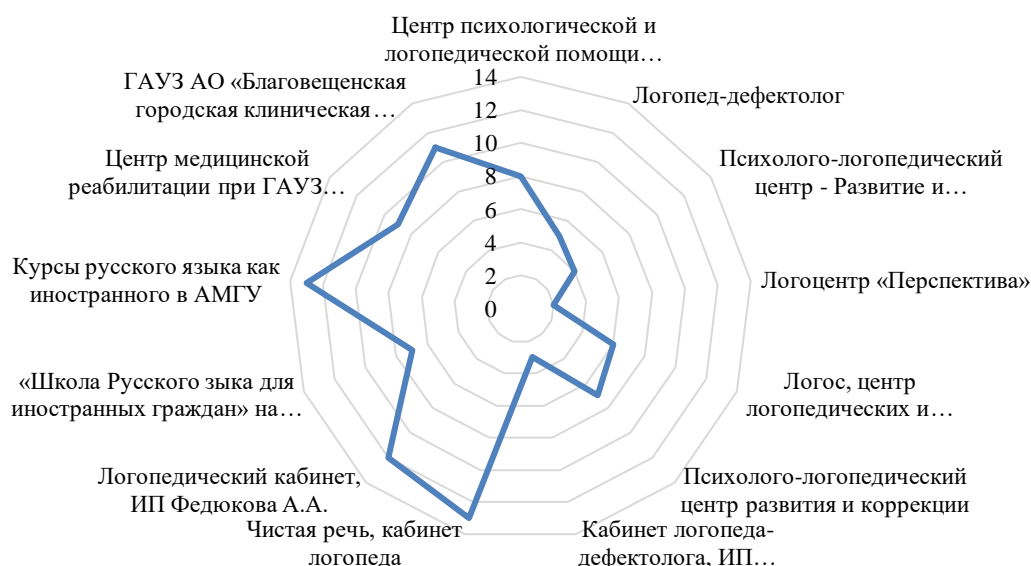 Центр психологической и
логопедической помощи…
Логопед-дефектолог
Психолого-логопедический
центр - Развитие и…
Логоцентр «Перспектива»
Логос, центр
логопедических и…
Психолого-логопедический
центр развития и коррекции
Кабинет логопеда-
дефектолога, ИП…
Чистая речь, кабинет
логопеда
Логопедический кабинет,
ИП Федюкова А.А.
«Школа Русского зыка для
иностранных граждан» на…
Курсы русского языка как
иностранного в АМГУ
Центр медицинской
реабилитации при ГАУЗ…
ГАУЗ АО «Благовещенская
городская клиническая…
14
12
10
8
6
4
2
0